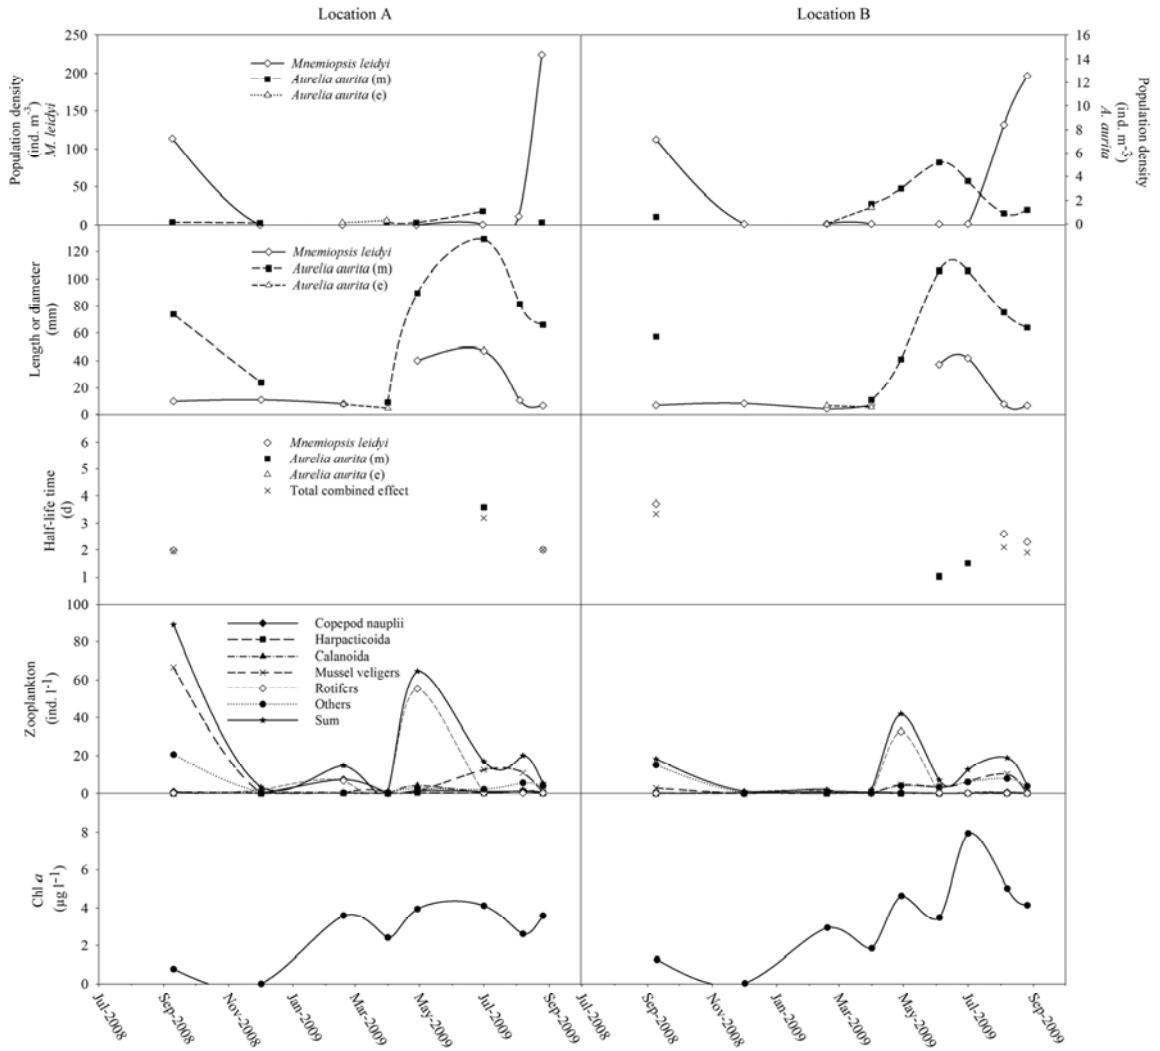 Location A
Location B
Population density
(ind. m-3)
M. leidyi
250
200
150
100
50
0
Mnemiopsis leidyi
Aurelia aurita (m)
Aurelia aurita (e)
16
14
12
10
8
6
4
2
0
Population density
(ind. m-3)
A. aurita
Length or diameter
(mm)
120
100
80
60
40
20
0
Mnemiopsis leidyi
Aurelia aurita (m)
Aurelia aurita (e)
Half-life time
(d)
6
5
4
3
2
1
Mnemiopsis leidyi
Aurelia aurita (m)
Aurelia aurita (e)
Total combined effect
Zooplankton
(ind. l-1)
100
80
60
40
20
0
Copepod nauplii
Harpacticoida
Calanoida
Mussel veligers
Rotifers
Others
Sum
Chl a
(µg l-1)
8
6
4
2
0
Jul-2008
Sep-2008
Nov-2008
Jan-2009
Mar-2009
May-2009
Jul-2009
Sep-2009
Jul-2008
Sep-2008
Nov-2008
Jan-2009
Mar-2009
May-2009
Jul-2009
Sep-2009